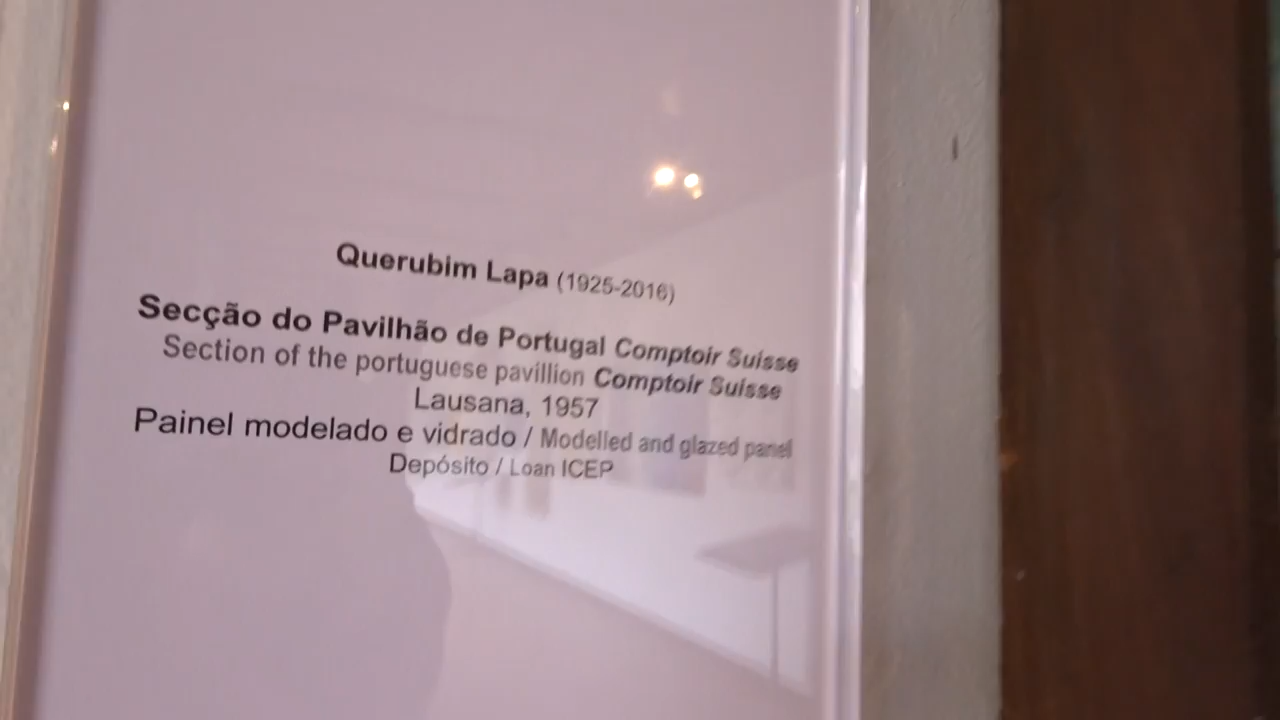 Querubim Lapa (1925-2016)
Secção do Pavilhão de Portugal Comptoir Suisse
Section of the portuguese pavillion Comptoir Suisse
Lausana, 1957
Painel modelado e vidrado / Modelled and glazed panel
Depósito / Loan ICEP